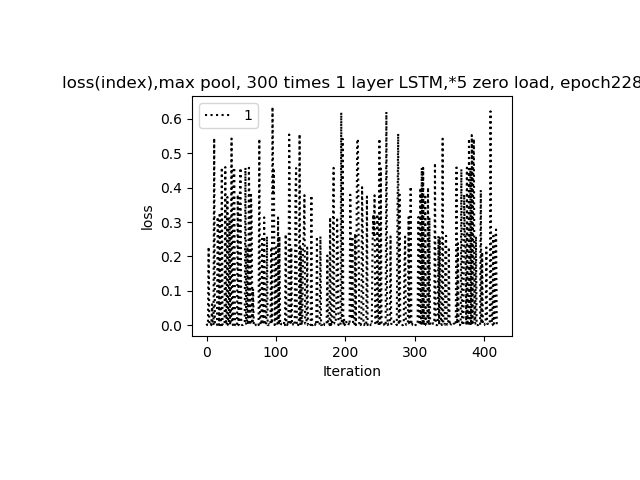 loss(index),max pool, 300 times 1 layer LSTM,*5 zero load, epoch228
1
0.6
0.5
0.4
0.3
0.2
0.1
0.0
loss
0 100 200 300 400
Iteration